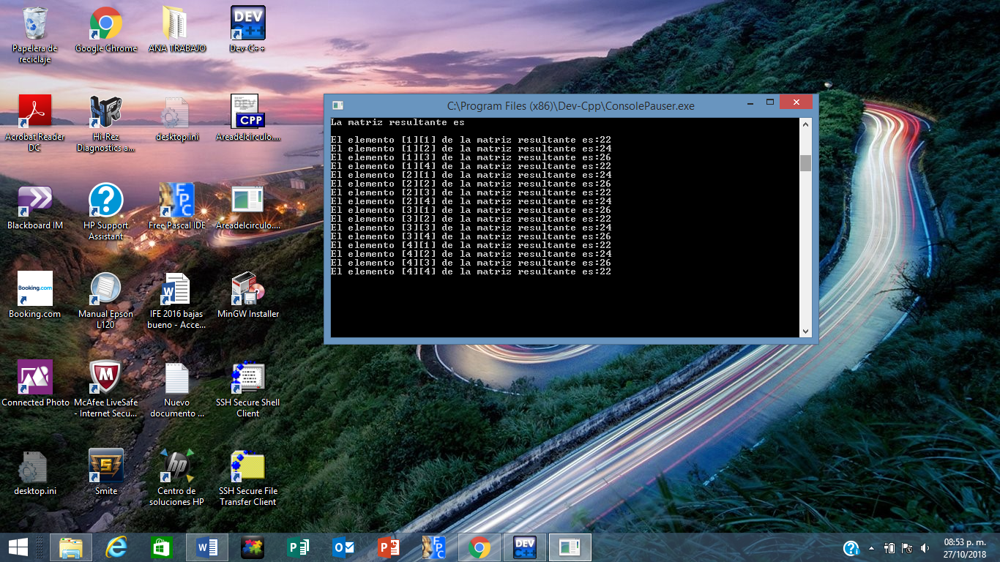 Papelera de
reciclaje
Google Chrome
ANA TRABAJO
DEV
C++
Dev-C++
Acrobat Reader
DC
Hi-Rez
Diagnostics a...
desktop.ini
DEV
CPP
Areadelcirculo....
Blackboard IM
HP Support
Assistant
FPC
Free Pascal IDE
Areadelcirculo....
Booking.com
Booking.com
Manual Epson
L120
IFE 2016 bajas
bueno - Acce...
MinGW Installer
Connected Photo
McAfee LiveSafe
- Internet Secu...
Nuevo
documento ...
SSH Secure Shell
Client
desktop.ini
Smite
Centro de
soluciones HP
SSH Secure File
Transfer Client
C:\Program Files (x86)\Dev-Cpp\ConsolePauser.exe
La matriz resultante es
El elemento [1][1] de la matriz resultante es:22
El elemento [1][2] de la matriz resultante es:24
El elemento [1][3] de la matriz resultante es:26
El elemento [1][4] de la matriz resultante es:22
El elemento [2][1] de la matriz resultante es:24
El elemento [2][2] de la matriz resultante es:26
El elemento [2][3] de la matriz resultante es:22
El elemento [2][4] de la matriz resultante es:24
El elemento [3][1] de la matriz resultante es:26
El elemento [3][2] de la matriz resultante es:22
El elemento [3][3] de la matriz resultante es:24
El elemento [3][4] de la matriz resultante es:26
El elemento [4][1] de la matriz resultante es:22
El elemento [4][2] de la matriz resultante es:24
El elemento [4][3] de la matriz resultante es:26
El elemento [4][4] de la matriz resultante es:22
08:53 p. m.
27/10/2018